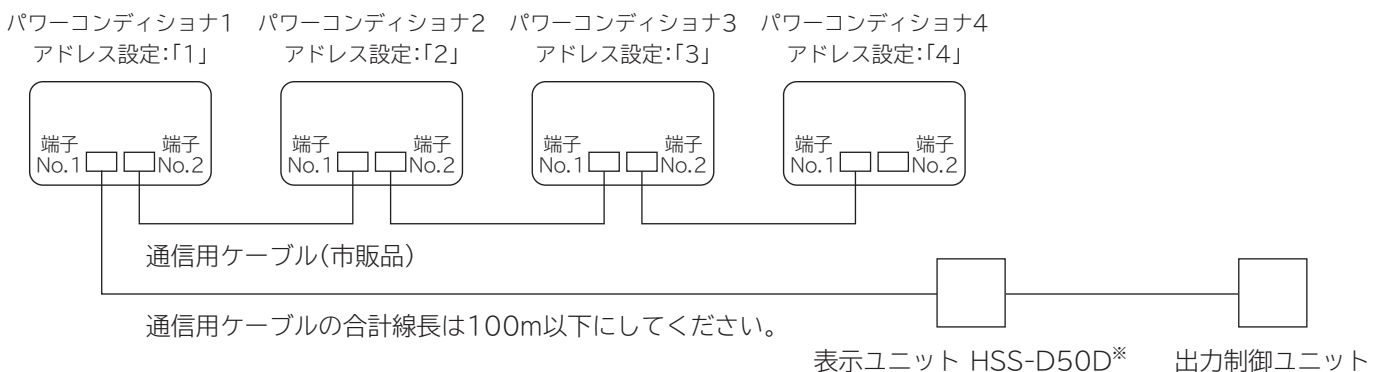 パワーコンディショナ1 パワーコンディショナ2 パワーコンディショナ3 パワーコンディショナ4
アドレス設定:｢1｣ アドレス設定:｢2｣ アドレス設定:｢3｣ アドレス設定:｢4｣
端子 端子 端子 端子 端子 端子 端子 端子
No.1 No.2 No.1 No.2 No.1 No.2 No.1 No.2
通信用ケーブル(市販品)
通信用ケーブルの合計線長は100m以下にしてください。
表示ユニット HSS-D50D※ 出力制御ユニット